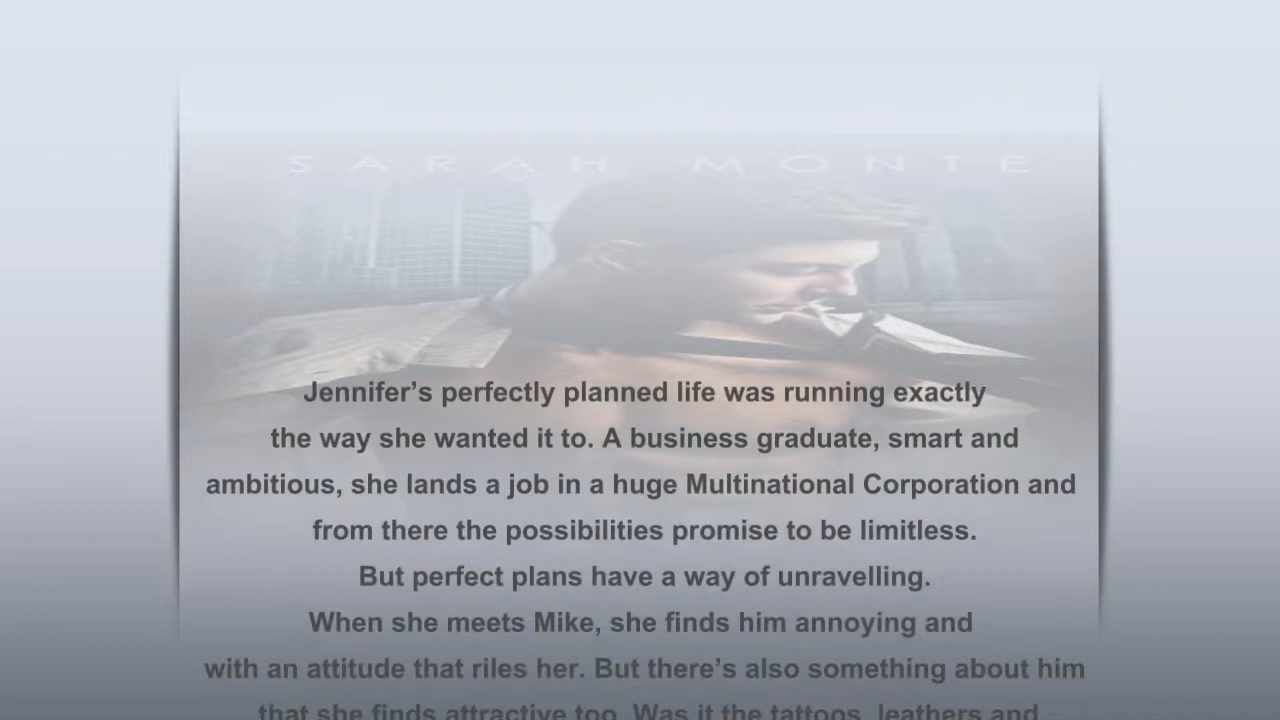 SARAH MONTE
Jennifer’s perfectly planned life was running exactly
the way she wanted it to. A business graduate, smart and
ambitious, she lands a job in a huge Multinational Corporation and
from there the possibilities promise to be limitless.
But perfect plans have a way of unravelling.
When she meets Mike, she finds him annoying and
with an attitude that riles her. But there’s also something about him
that she finds attractive too. Was it the tattoos, leathers and